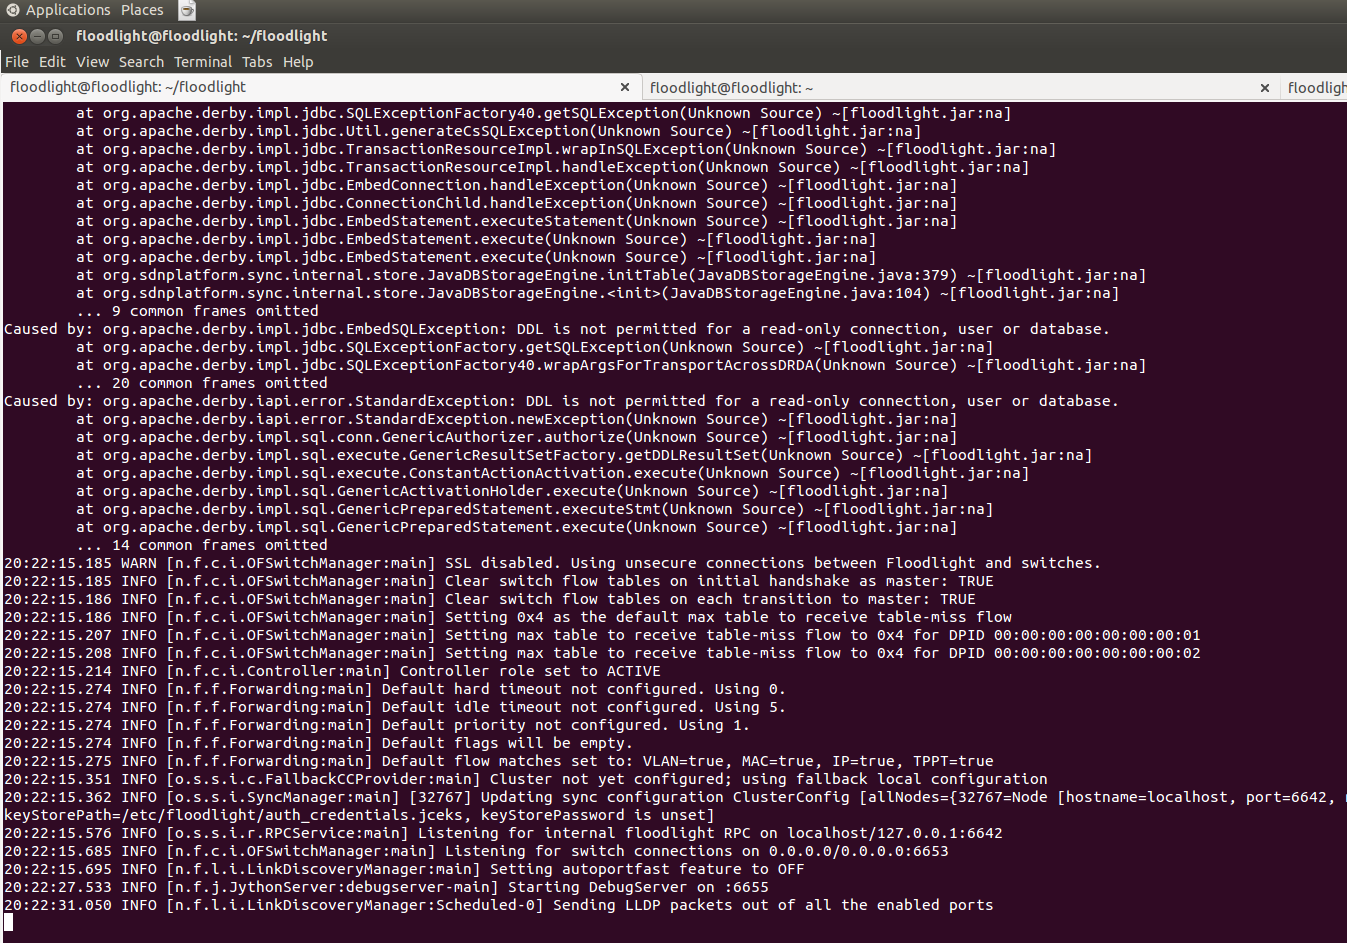 Applications Places
floodlight@floodlight: ~/floodlight
File Edit View Search Terminal Tabs Help
floodlight@floodlight: ~/floodlight × floodlight@floodlight: ~ × floodligh
at org.apache.derby.impl.jdbc.SQLExceptionFactory40.getSQLException(Unknown Source) ~[floodlight.jar:na]
at org.apache.derby.impl.jdbc.Util.generateCsSQLException(Unknown Source) ~[floodlight.jar:na]
at org.apache.derby.impl.jdbc.TransactionResourceImpl.wrapInSQLException(Unknown Source) ~[floodlight.jar:na]
at org.apache.derby.impl.jdbc.TransactionResourceImpl.handleException(Unknown Source) ~[floodlight.jar:na]
at org.apache.derby.impl.jdbc.EmbedConnection.handleException(Unknown Source) ~[floodlight.jar:na]
at org.apache.derby.impl.jdbc.ConnectionChild.handleException(Unknown Source) ~[floodlight.jar:na]
at org.apache.derby.impl.jdbc.EmbedStatement.executeStatement(Unknown Source) ~[floodlight.jar:na]
at org.apache.derby.impl.jdbc.EmbedStatement.execute(Unknown Source) ~[floodlight.jar:na]
at org.apache.derby.impl.jdbc.EmbedStatement.execute(Unknown Source) ~[floodlight.jar:na]
at org.sdnplatform.sync.internal.store.JavaDBStorageEngine.initTable(JavaDBStorageEngine.java:379) ~[floodlight.jar:na]
at org.sdnplatform.sync.internal.store.JavaDBStorageEngine.<init>(JavaDBStorageEngine.java:104) ~[floodlight.jar:na]
... 9 common frames omitted
Caused by: org.apache.derby.impl.jdbc.EmbedSQLException: DDL is not permitted for a read-only connection, user or database.
at org.apache.derby.impl.jdbc.SQLExceptionFactory.getSQLException(Unknown Source) ~[floodlight.jar:na]
at org.apache.derby.impl.jdbc.SQLExceptionFactory40.wrapArgsForTransportAcrossDRDA(Unknown Source) ~[floodlight.jar:na]
... 20 common frames omitted
Caused by: org.apache.derby.iapi.error.StandardException: DDL is not permitted for a read-only connection, user or database.
at org.apache.derby.iapi.error.StandardException.newException(Unknown Source) ~[floodlight.jar:na]
at org.apache.derby.impl.sql.conn.GenericAuthorizer.authorize(Unknown Source) ~[floodlight.jar:na]
at org.apache.derby.impl.sql.execute.GenericResultSetFactory.getDDLResultSet(Unknown Source) ~[floodlight.jar:na]
at org.apache.derby.impl.sql.execute.ConstantActionActivation.execute(Unknown Source) ~[floodlight.jar:na]
at org.apache.derby.impl.sql.GenericActivationHolder.execute(Unknown Source) ~[floodlight.jar:na]
at org.apache.derby.impl.sql.GenericPreparedStatement.executeStmt(Unknown Source) ~[floodlight.jar:na]
at org.apache.derby.impl.sql.GenericPreparedStatement.execute(Unknown Source) ~[floodlight.jar:na]
... 14 common frames omitted
20:22:15.185 WARN [n.f.c.i.OFSwitchManager:main] SSL disabled. Using unsecure connections between Floodlight and switches.
20:22:15.185 INFO [n.f.c.i.OFSwitchManager:main] Clear switch flow tables on initial handshake as master: TRUE
20:22:15.186 INFO [n.f.c.i.OFSwitchManager:main] Clear switch flow tables on each transition to master: TRUE
20:22:15.186 INFO [n.f.c.i.OFSwitchManager:main] Setting 0x4 as the default max table to receive table-miss flow
20:22:15.207 INFO [n.f.c.i.OFSwitchManager:main] Setting max table to receive table-miss flow to 0x4 for DPID 00:00:00:00:00:00:00:01
20:22:15.208 INFO [n.f.c.i.OFSwitchManager:main] Setting max table to receive table-miss flow to 0x4 for DPID 00:00:00:00:00:00:00:02
20:22:15.214 INFO [n.f.c.i.Controller:main] Controller role set to ACTIVE
20:22:15.274 INFO [n.f.f.Forwarding:main] Default hard timeout not configured. Using 0.
20:22:15.274 INFO [n.f.f.Forwarding:main] Default idle timeout not configured. Using 5.
20:22:15.274 INFO [n.f.f.Forwarding:main] Default priority not configured. Using 1.
20:22:15.274 INFO [n.f.f.Forwarding:main] Default flags will be empty.
20:22:15.275 INFO [n.f.f.Forwarding:main] Default flow matches set to: VLAN=true, MAC=true, IP=true, TPPT=true
20:22:15.351 INFO [o.s.s.i.c.FallbackCCProvider:main] Cluster not yet configured; using fallback local configuration
20:22:15.362 INFO [o.s.s.i.SyncManager:main] [32767] Updating sync configuration ClusterConfig [allNodes={32767=Node [hostname=localhost, port=6642,
keyStorePath=/etc/floodlight/auth_credentials.jceks, keyStorePassword is unset]
20:22:15.576 INFO [o.s.s.i.r.RPCService:main] Listening for internal floodlight RPC on localhost/127.0.0.1:6642
20:22:15.685 INFO [n.f.c.i.OFSwitchManager:main] Listening for switch connections on 0.0.0.0/0.0.0.0:6653
20:22:15.695 INFO [n.f.l.i.LinkDiscoveryManager:main] Setting autoportfast feature to OFF
20:22:27.533 INFO [n.f.j.JythonServer:debugserver-main] Starting DebugServer on :6655
20:22:31.050 INFO [n.f.l.i.LinkDiscoveryManager:Scheduled-0] Sending LLDP packets out of all the enabled ports